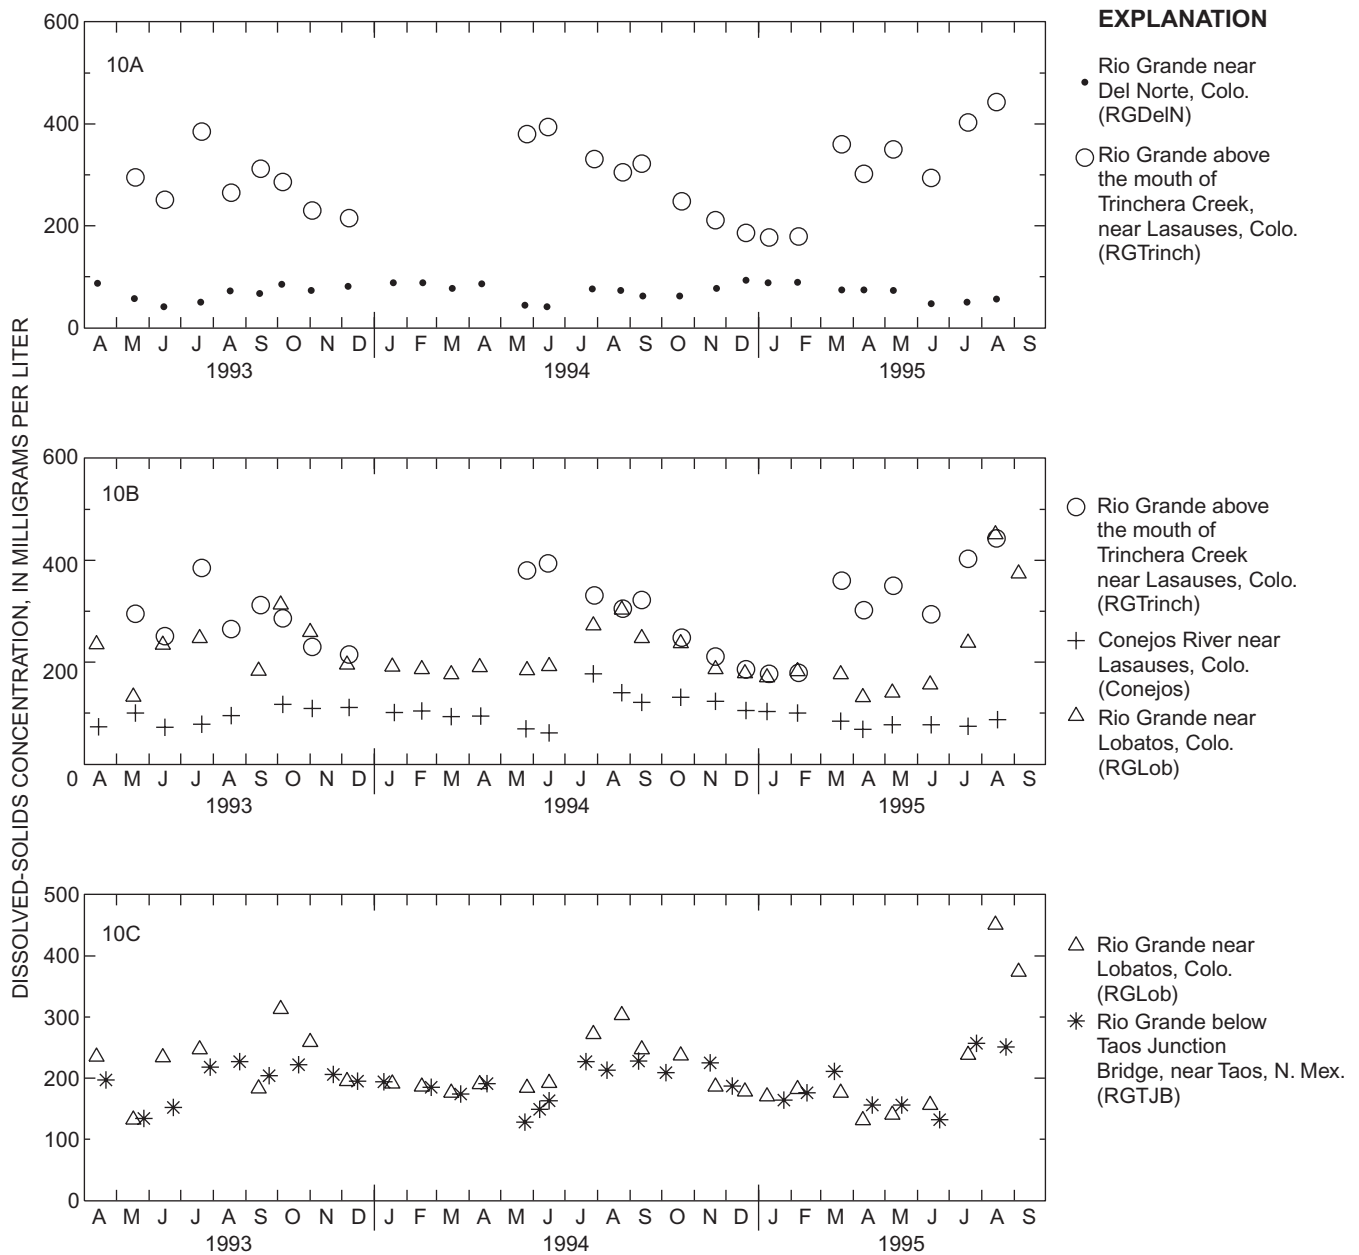 DISSOLVED-SOLIDS CONCENTRATION, IN MILLIGRAMS PER LITER
600
400
200
0
10A
A M J J A S O N D J F M A M J J A S O N D J F M A M J J A S
1993 1994 1995
EXPLANATION
Rio Grande near
Del Norte, Colo.
(RGDelN)
Rio Grande above
the mouth of
Trinchera Creek,
near Lasauses, Colo.
(RGTrinch)
600
400
200
0
10B
A M J J A S O N D J F M A M J J A S O N D J F M A M J J A S
1993 1994 1995
Rio Grande above
the mouth of
Trinchera Creek
near Lasauses, Colo.
(RGTrinch)
Conejos River near
Lasauses, Colo.
(Conejos)
Rio Grande near
Lobatos, Colo.
(RGLob)
500
400
300
200
100
0
10C
A M J J A S O N D J F M A M J J A S O N D J F M A M J J A S
1993 1994 1995
Rio Grande near
Lobatos, Colo.
(RGLob)
Rio Grande below
Taos Junction
Bridge, near Taos, N. Mex.
(RGTJB)